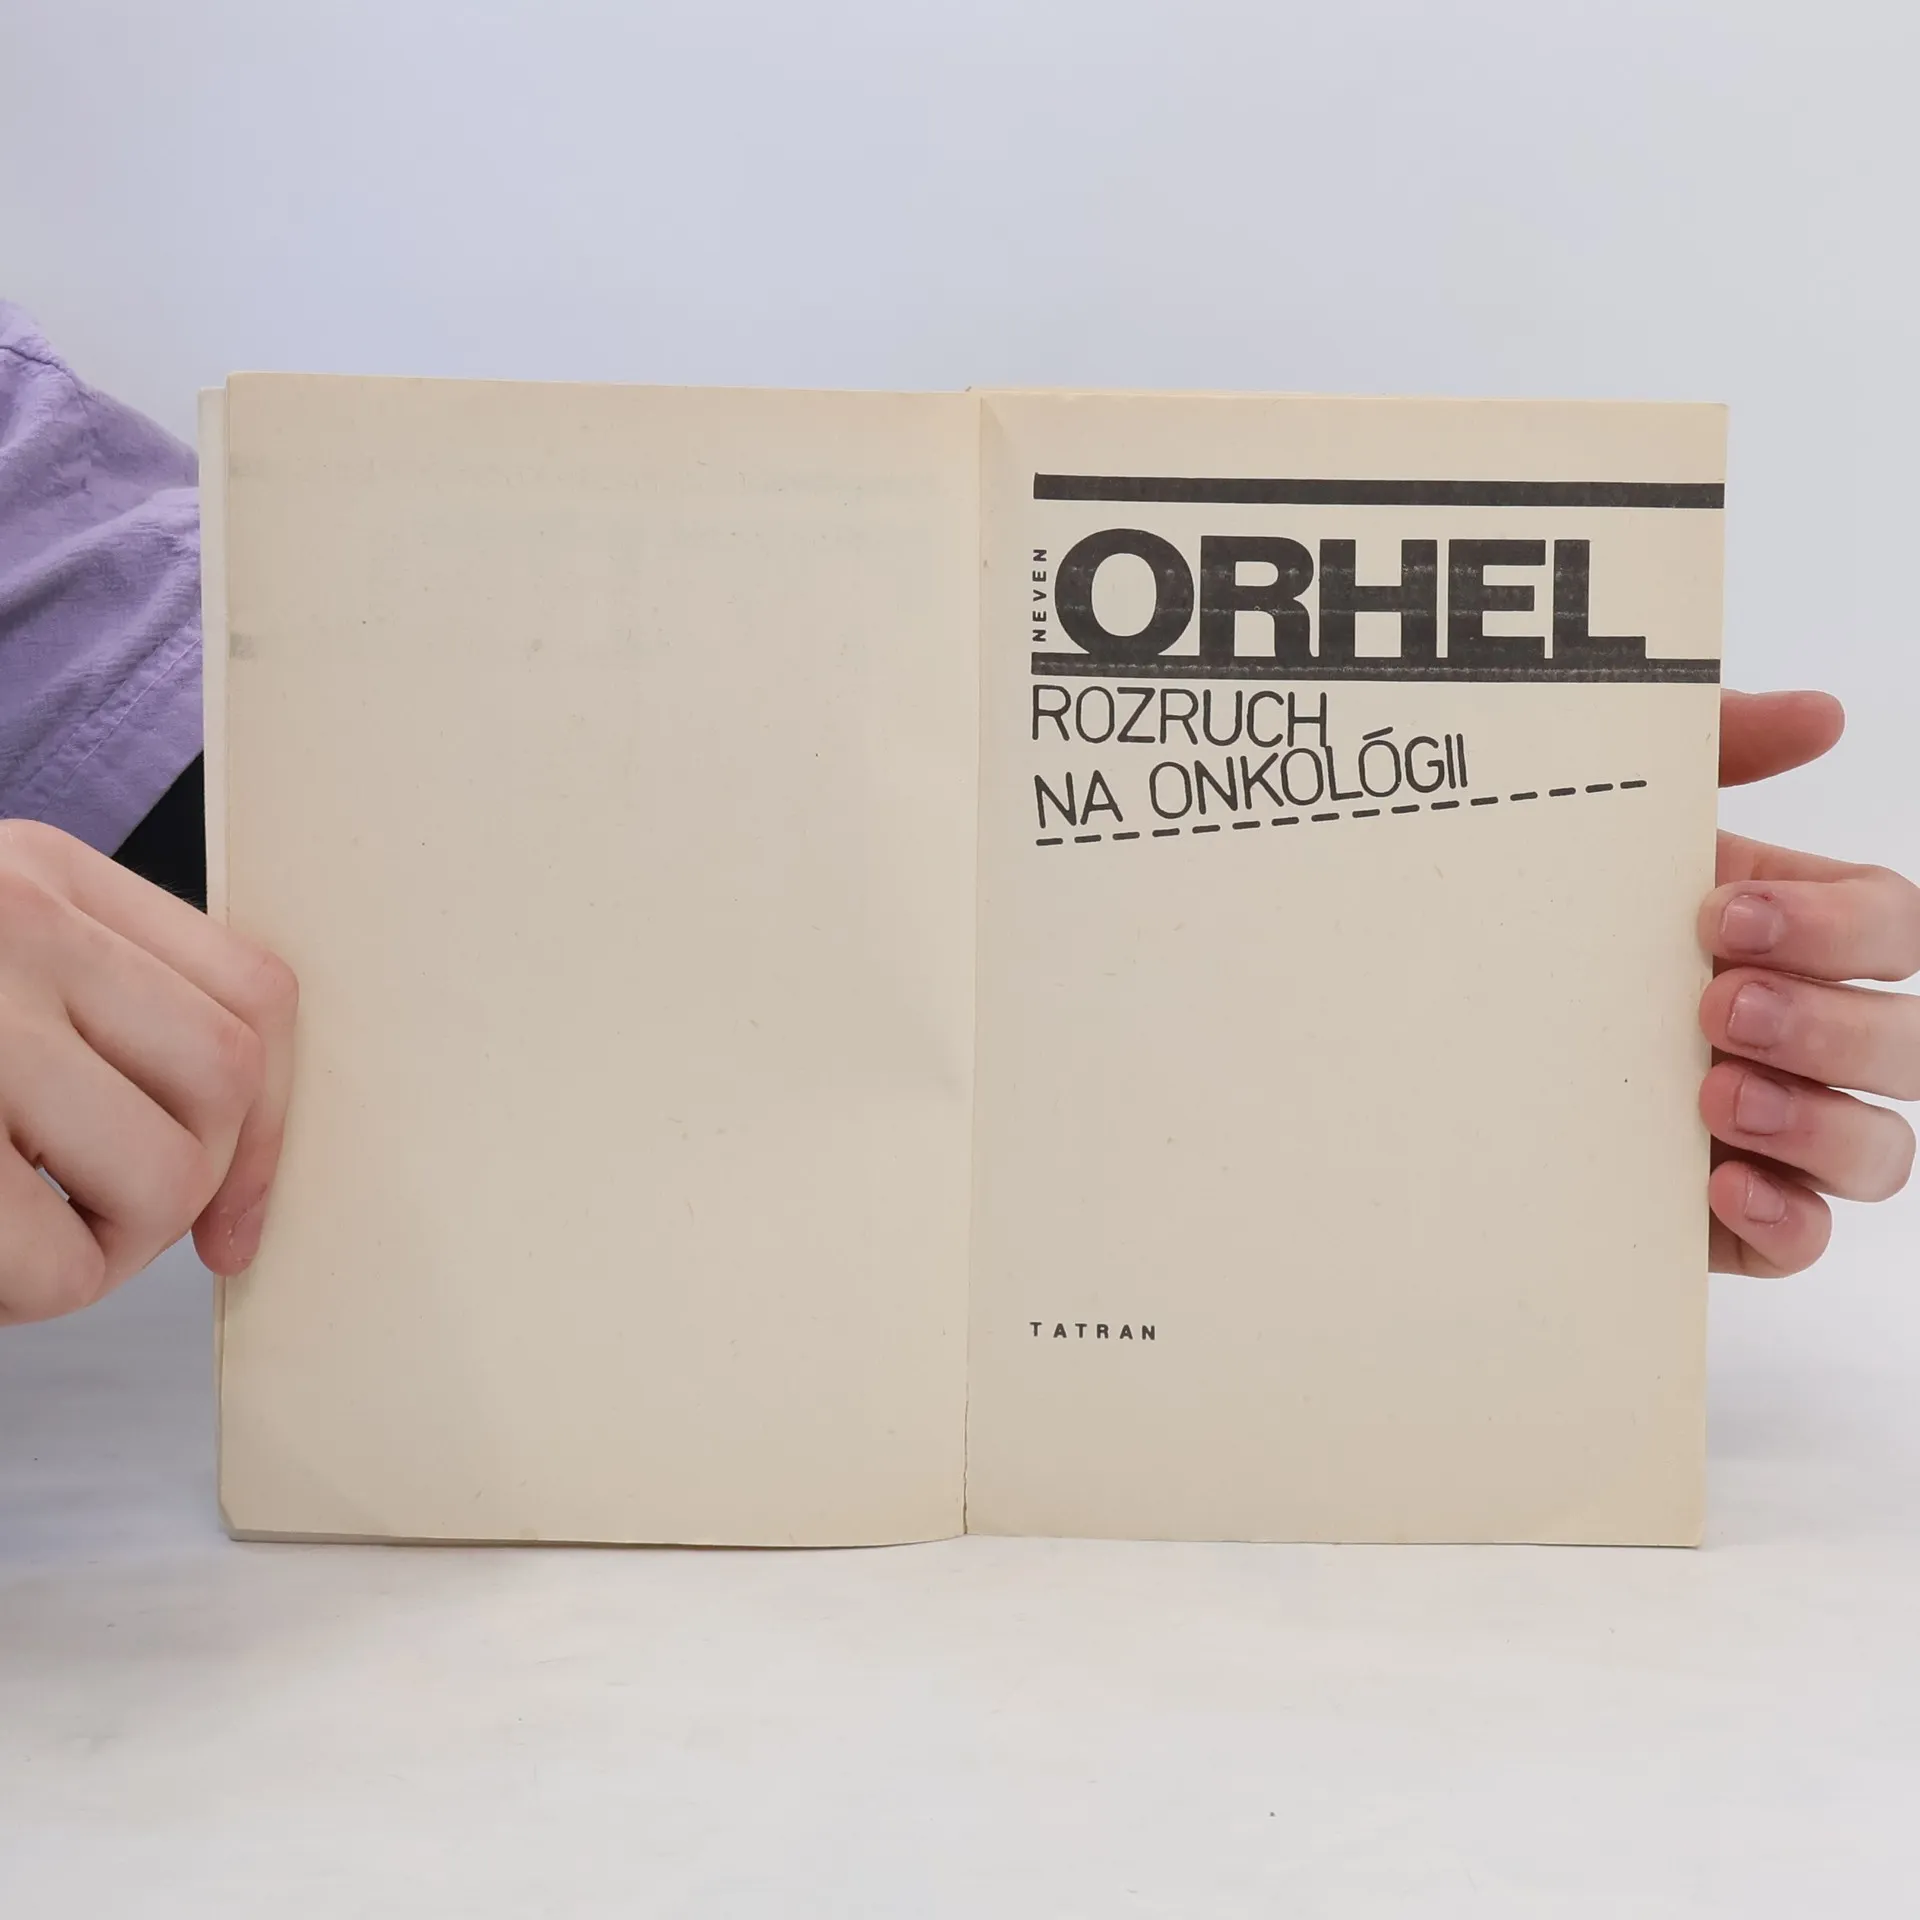 NEVEN
ORHEL
ROZRUCH
NA ONKOLÓGII
TATRAN